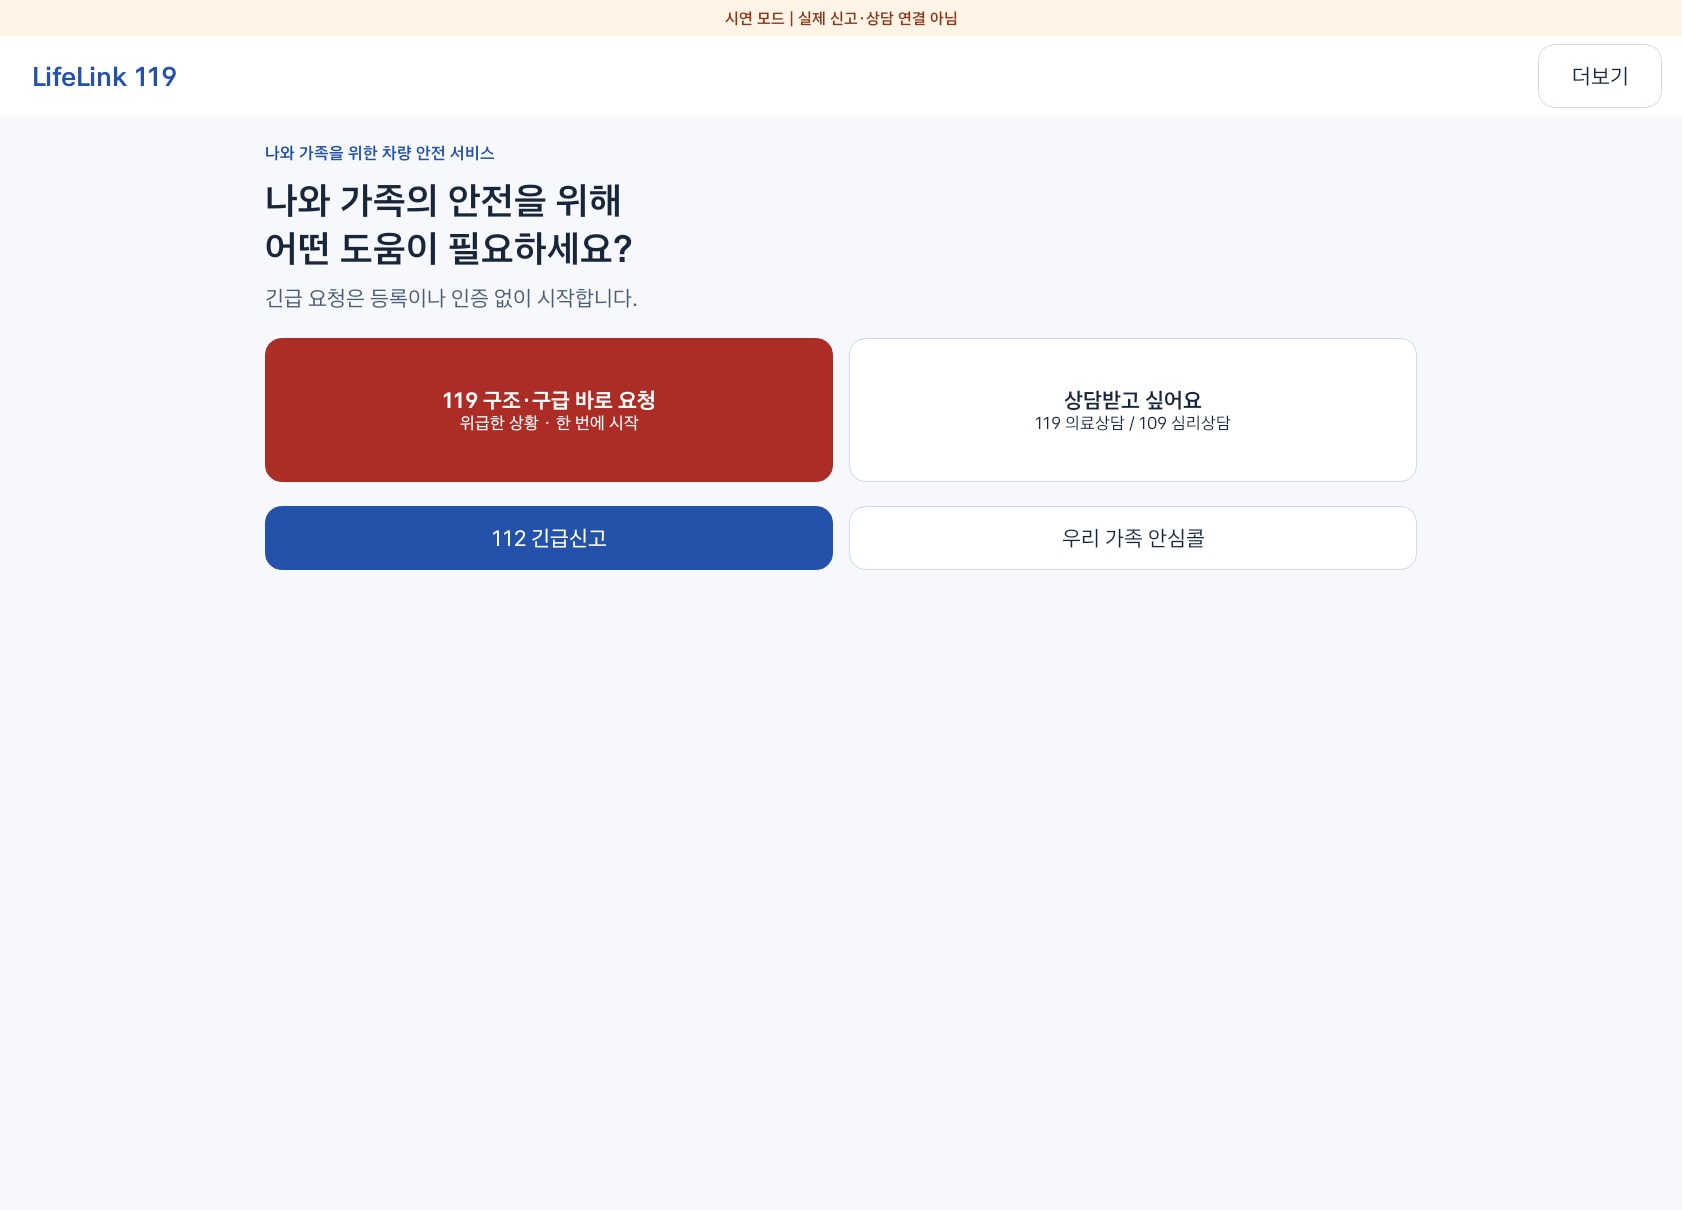 시연 모드 | 실제 신고·상담 연결 아님
LifeLink 119
더보기
나와 가족을 위한 차량 안전 서비스
나와 가족의 안전을 위해
어떤 도움이 필요하세요?
긴급 요청은 등록이나 인증 없이 시작합니다.
119 구조·구급 바로 요청
위급한 상황 · 한 번에 시작
상담받고 싶어요
119 의료상담 / 109 심리상담
112 긴급신고
우리 가족 안심콜